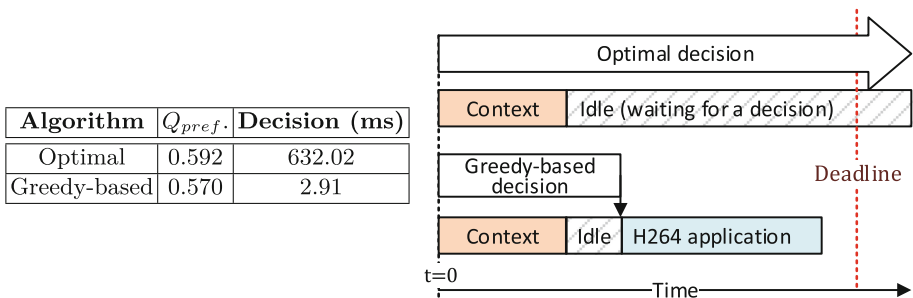 Algorithm Q_pref. Decision (ms)
Optimal 0.592 632.02
Greedy-based 0.570 2.91
Optimal decision
Context Idle (waiting for a decision)
Greedy-based
decision
Deadline
Context Idle H264 application
t=0
Time